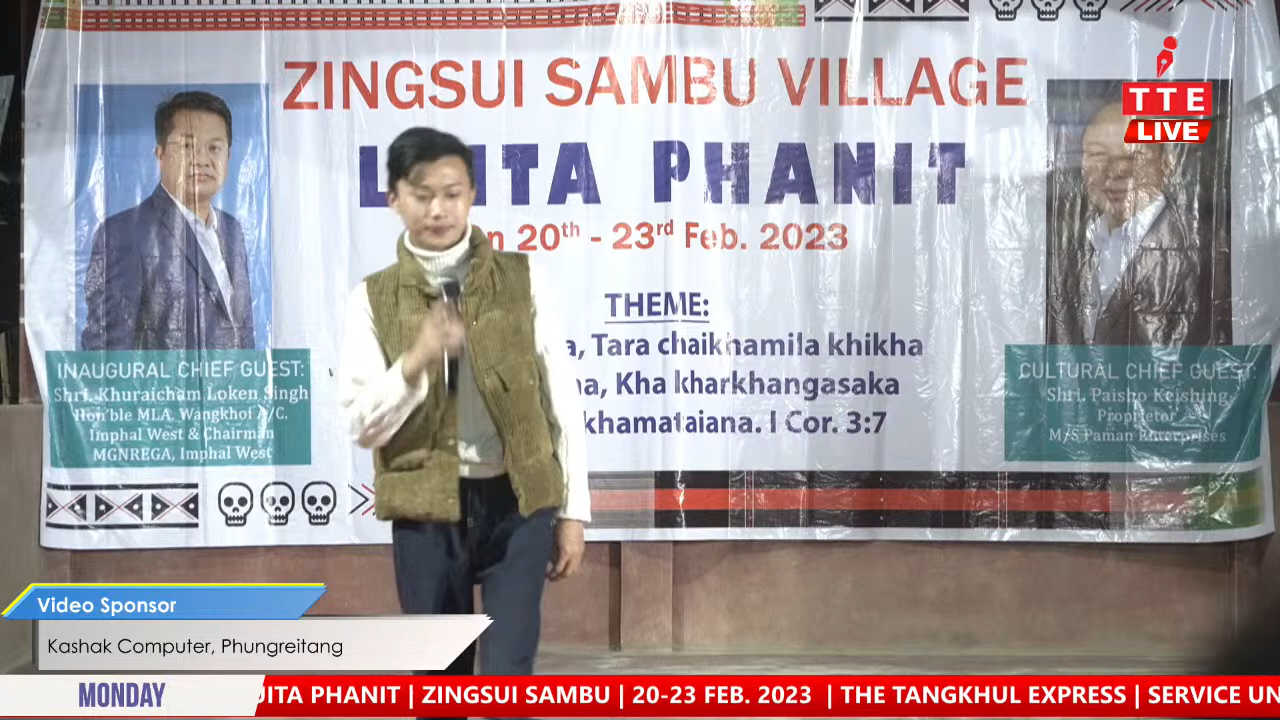 ZINGSUI SAMBU VILLAGE
PHANIT
20th - 23rd Feb. 2023
THEME:
Tara chaikhamila khikha
Kha kharkhangasaka
khamataiana. I Cor. 3:7
INAUGURAL CHIEF GUEST:
Shri. Khuraicham Loken Singh
Hon'ble MLA. Wangkhoi A/C.
Imphal West & Chairman
MGNREGA, Imphal West
CULTURAL CHIEF GUEST:
Shri. Paisho Keishing
Proprietor
M/S Paman Enterprises
TTE
LIVE
Video Sponsor
Kashak Computer, Phungreitang
MONDAY
UITA PHANIT | ZINGSUI SAMBU | 20-23 FEB. 2023 | THE TANGKHUL EXPRESS | SERVICE UN